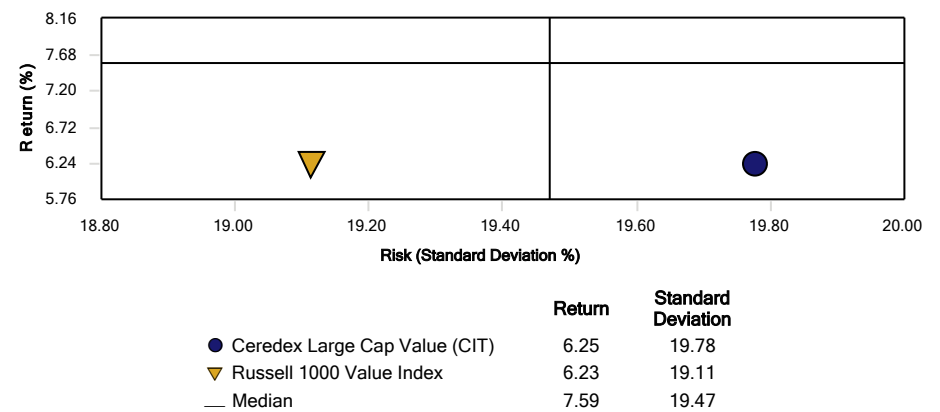 8.16
7.68
7.20
6.72
6.24
5.76
Return (%)
18.80 19.00 19.20 19.40 19.60 19.80 20.00
Risk (Standard Deviation %)
Return Standard Deviation
Ceredex Large Cap Value (CIT) 6.25 19.78
Russell 1000 Value Index 6.23 19.11
Median 7.59 19.47